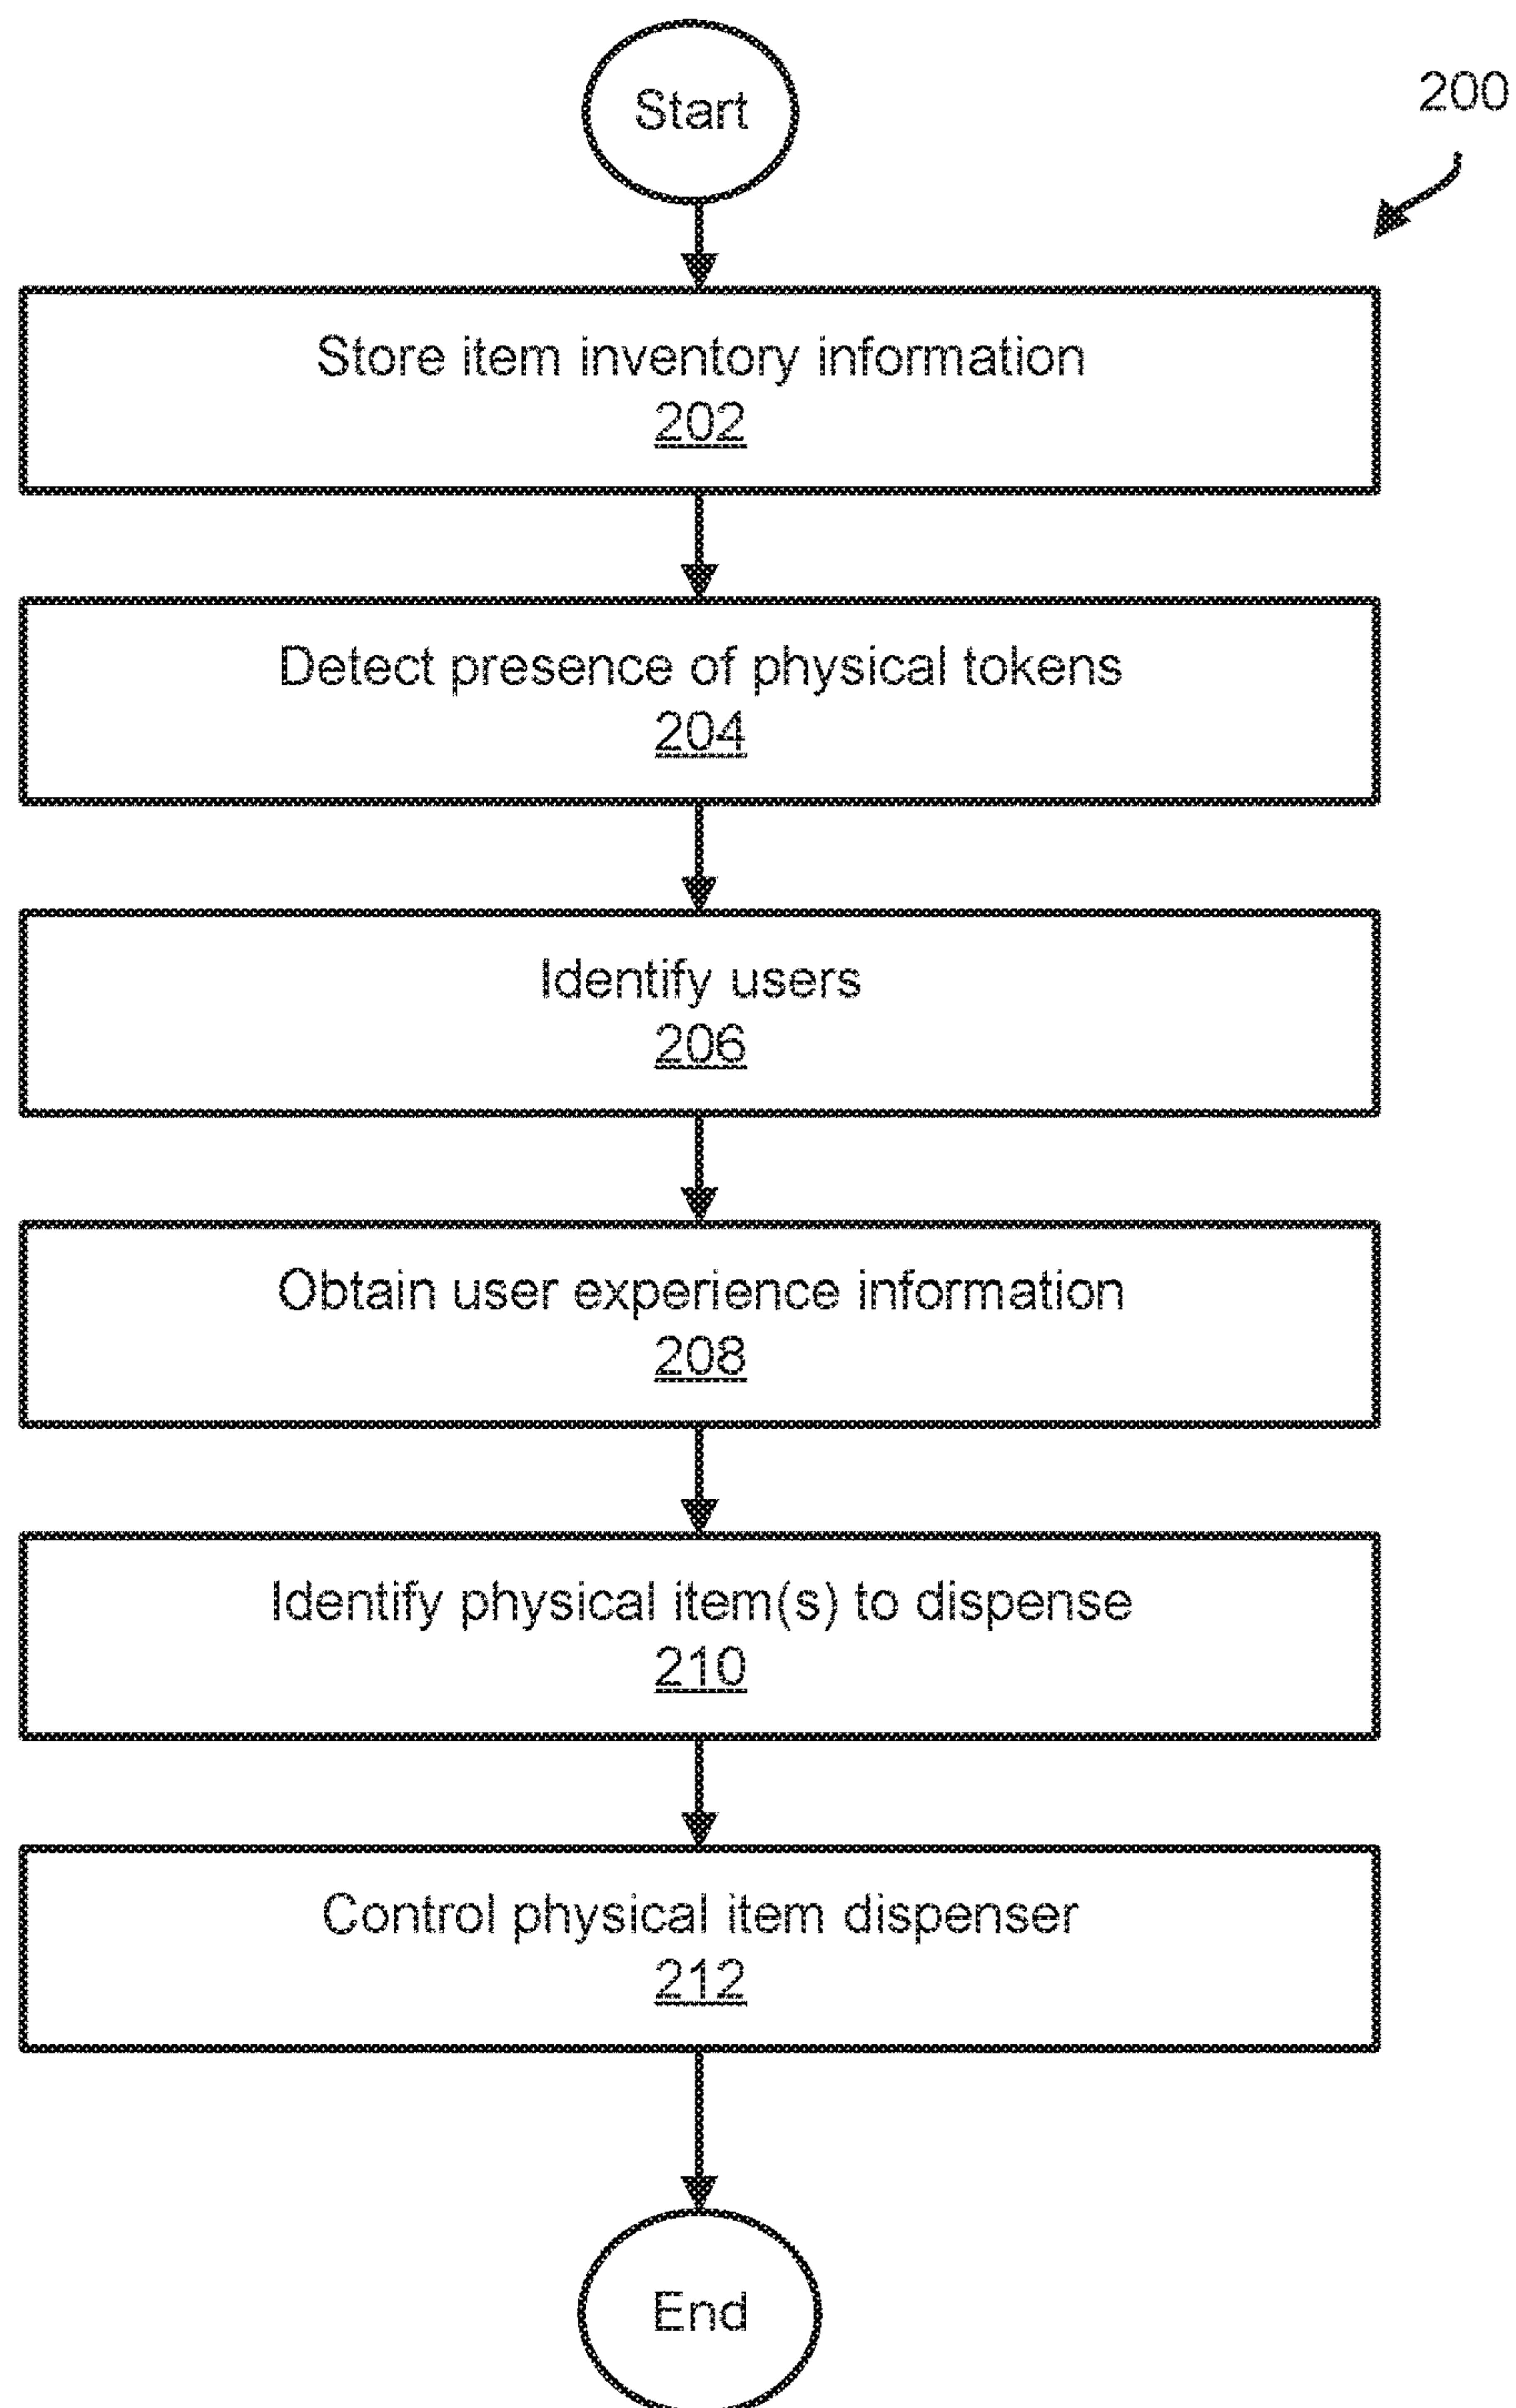 Start
200
Store item inventory information
202
Detect presence of physical tokens
204
Identify users
206
Obtain user experience information
208
Identify physical item(s) to dispense
210
Control physical item dispenser
212
End